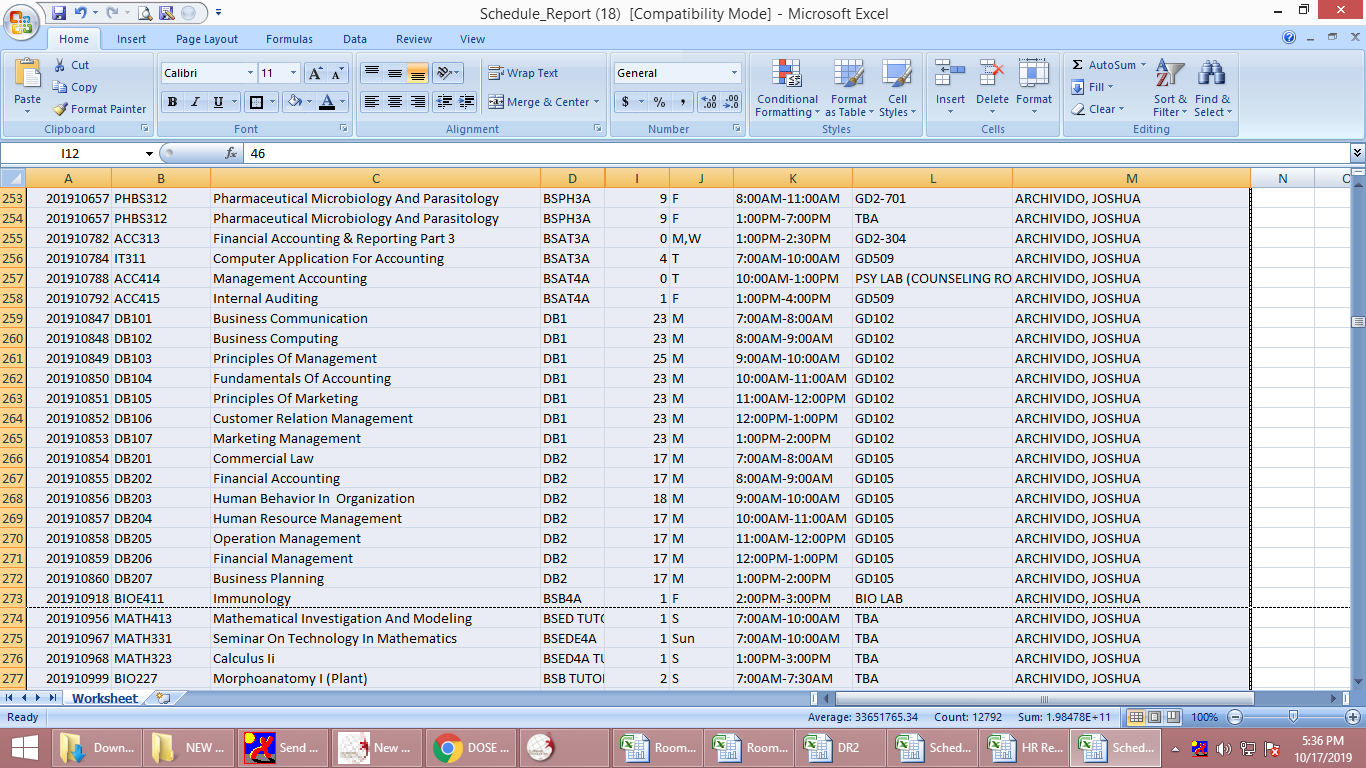 Schedule_Report (18) [Compatibility Mode] - Microsoft Excel
Home Insert Page Layout Formulas Data Review View
Paste Cut Copy Format Painter Clipboard
Calibri 11 B I U Font
Wrap Text Merge & Center Alignment
General $ % , Number
Conditional Formatting Format as Table Cell Styles Styles
Insert Delete Format Cells
AutoSum Fill Clear Sort & Filter Find & Select Editing
I12 fx 46
A B C D I J K L M N O
253 201910657 PHBS312 Pharmaceutical Microbiology And Parasitology BSPH3A 9 F 8:00AM-11:00AM GD2-701 ARCHIVIDO, JOSHUA
254 201910657 PHBS312 Pharmaceutical Microbiology And Parasitology BSPH3A 9 F 1:00PM-7:00PM TBA ARCHIVIDO, JOSHUA
255 201910782 ACC313 Financial Accounting & Reporting Part 3 BSAT3A 0 M,W 1:00PM-2:30PM GD2-304 ARCHIVIDO, JOSHUA
256 201910784 IT311 Computer Application For Accounting BSAT3A 4 T 7:00AM-10:00AM GD509 ARCHIVIDO, JOSHUA
257 201910788 ACC414 Management Accounting BSAT4A 0 T 10:00AM-1:00PM PSY LAB (COUNSELING RO ARCHIVIDO, JOSHUA
258 201910792 ACC415 Internal Auditing BSAT4A 1 F 1:00PM-4:00PM GD509 ARCHIVIDO, JOSHUA
259 201910847 DB101 Business Communication DB1 23 M 7:00AM-8:00AM GD102 ARCHIVIDO, JOSHUA
260 201910848 DB102 Business Computing DB1 23 M 8:00AM-9:00AM GD102 ARCHIVIDO, JOSHUA
261 201910849 DB103 Principles Of Management DB1 25 M 9:00AM-10:00AM GD102 ARCHIVIDO, JOSHUA
262 201910850 DB104 Fundamentals Of Accounting DB1 23 M 10:00AM-11:00AM GD102 ARCHIVIDO, JOSHUA
263 201910851 DB105 Principles Of Marketing DB1 23 M 11:00AM-12:00PM GD102 ARCHIVIDO, JOSHUA
264 201910852 DB106 Customer Relation Management DB1 23 M 12:00PM-1:00PM GD102 ARCHIVIDO, JOSHUA
265 201910853 DB107 Marketing Management DB1 23 M 1:00PM-2:00PM GD102 ARCHIVIDO, JOSHUA
266 201910854 DB201 Commercial Law DB2 17 M 7:00AM-8:00AM GD105 ARCHIVIDO, JOSHUA
267 201910855 DB202 Financial Accounting DB2 17 M 8:00AM-9:00AM GD105 ARCHIVIDO, JOSHUA
268 201910856 DB203 Human Behavior In Organization DB2 18 M 9:00AM-10:00AM GD105 ARCHIVIDO, JOSHUA
269 201910857 DB204 Human Resource Management DB2 17 M 10:00AM-11:00AM GD105 ARCHIVIDO, JOSHUA
270 201910858 DB205 Operation Management DB2 17 M 11:00AM-12:00PM GD105 ARCHIVIDO, JOSHUA
271 201910859 DB206 Financial Management DB2 17 M 12:00PM-1:00PM GD105 ARCHIVIDO, JOSHUA
272 201910860 DB207 Business Planning DB2 17 M 1:00PM-2:00PM GD105 ARCHIVIDO, JOSHUA
273 201910918 BIOE411 Immunology BSB4A 1 F 2:00PM-3:00PM BIO LAB ARCHIVIDO, JOSHUA
274 201910956 MATH413 Mathematical Investigation And Modeling BSED TUTO 1 S 7:00AM-10:00AM TBA ARCHIVIDO, JOSHUA
275 201910967 MATH331 Seminar On Technology In Mathematics BSEDE4A 1 Sun 7:00AM-10:00AM TBA ARCHIVIDO, JOSHUA
276 201910968 MATH323 Calculus Ii BSED4A TU 1 S 1:00PM-3:00PM TBA ARCHIVIDO, JOSHUA
277 201910999 BIO227 Morphoanatomy I (Plant) BSB TUTO 2 S 7:00AM-7:30AM TBA ARCHIVIDO, JOSHUA
Worksheet
Ready Average: 33651765.34 Count: 12792 Sum: 1.98478E+11 100%
Down... NEW ... Send ... New ... DOSE ... Room... Room... DR2 Sched... HR Re... Sched... 5:36 PM
10/17/2019